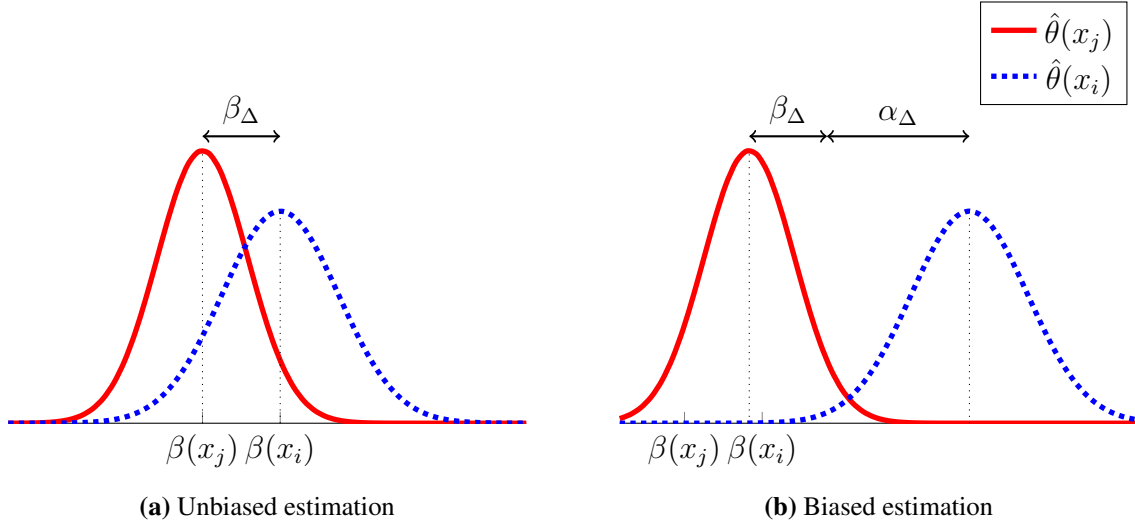 θ̂(x_j)
θ̂(x_i)
β_Δ
β_Δ α_Δ
β(x_j) β(x_i)
β(x_j) β(x_i)
(a) Unbiased estimation
(b) Biased estimation